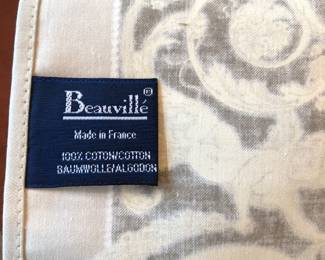 Beauvillé®
Made in France
100% COTON/COTTON
BAUMWOLLE/ALGODON